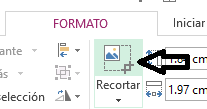 FORMATO Iniciar
ante
cm
Recortar 1.97 cm
selección